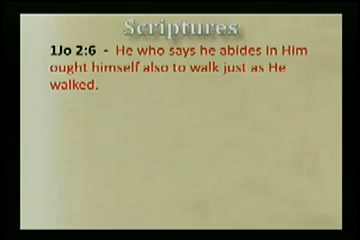 Scriptures
1Jo 2:6 - He who says he abides in Him
ought himself also to walk just as He
walked.